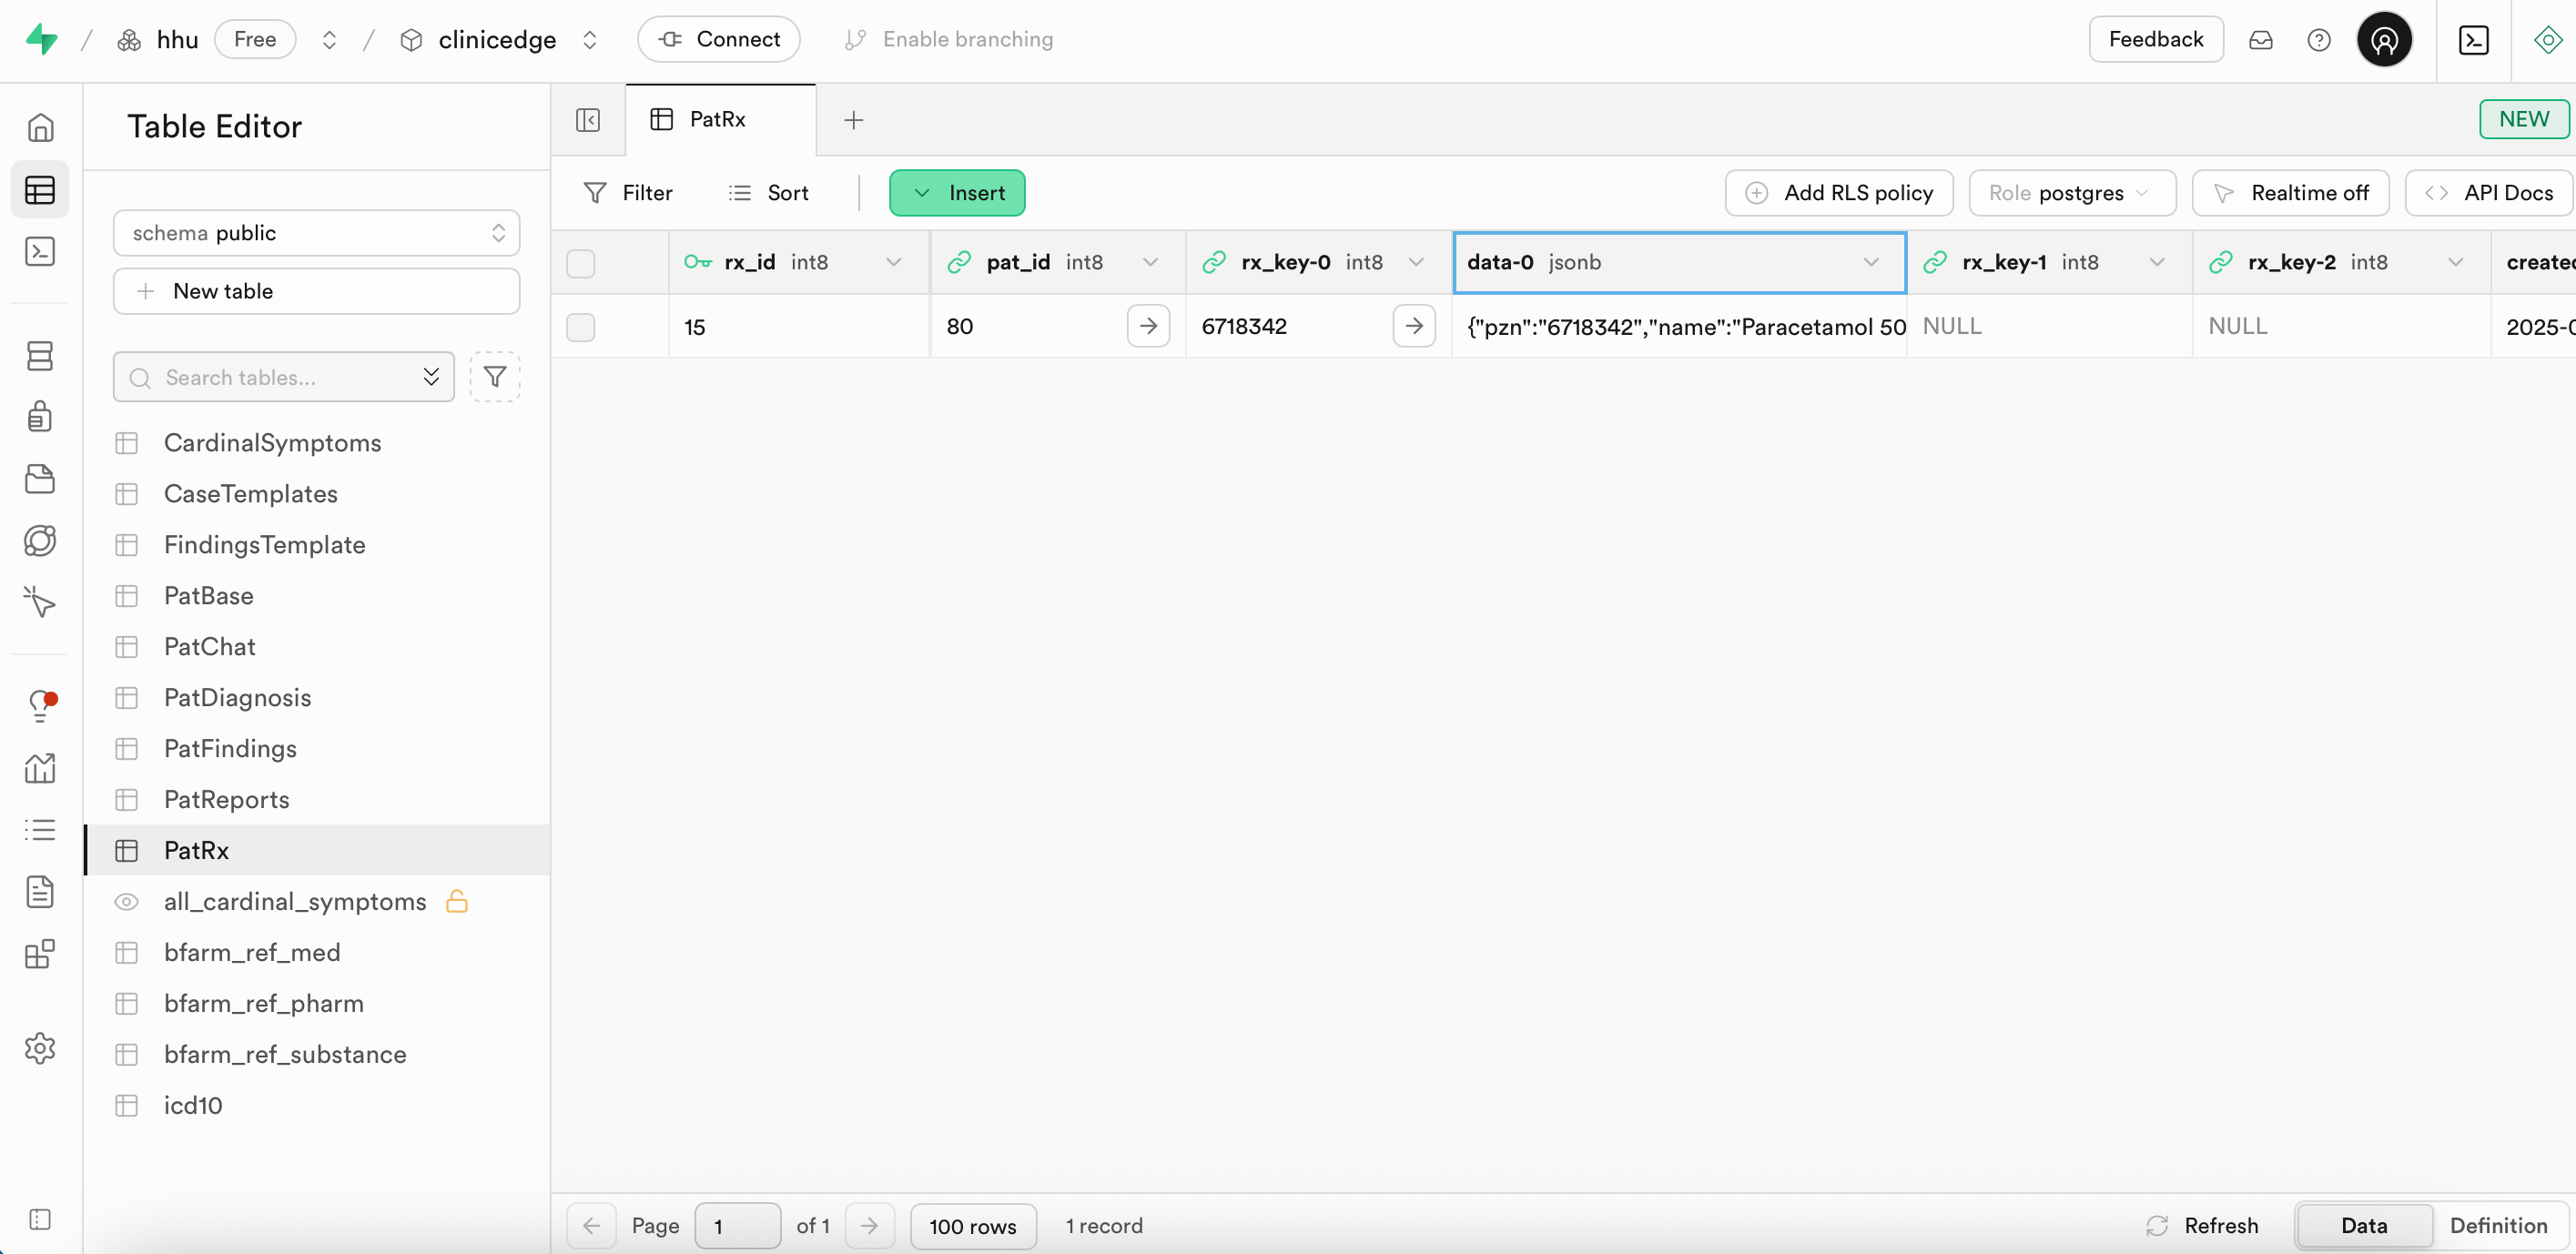 / hhu Free / clinicedge Connect Enable branching Feedback
Table Editor PatRx NEW
Filter Sort Insert Add RLS policy Role postgres Realtime off API Docs
schema public
New table
Search tables...
CardinalSymptoms
CaseTemplates
FindingsTemplate
PatBase
PatChat
PatDiagnosis
PatFindings
PatReports
PatRx
all_cardinal_symptoms
bfarm_ref_med
bfarm_ref_pharm
bfarm_ref_substance
icd10
rx_id int8 pat_id int8 rx_key-0 int8 data-0 jsonb rx_key-1 int8 rx_key-2 int8
15 80 6718342 {"pzn":"6718342","name":"Paracetamol 50 NULL NULL
Page 1 of 1 100 rows 1 record Refresh Data Definition